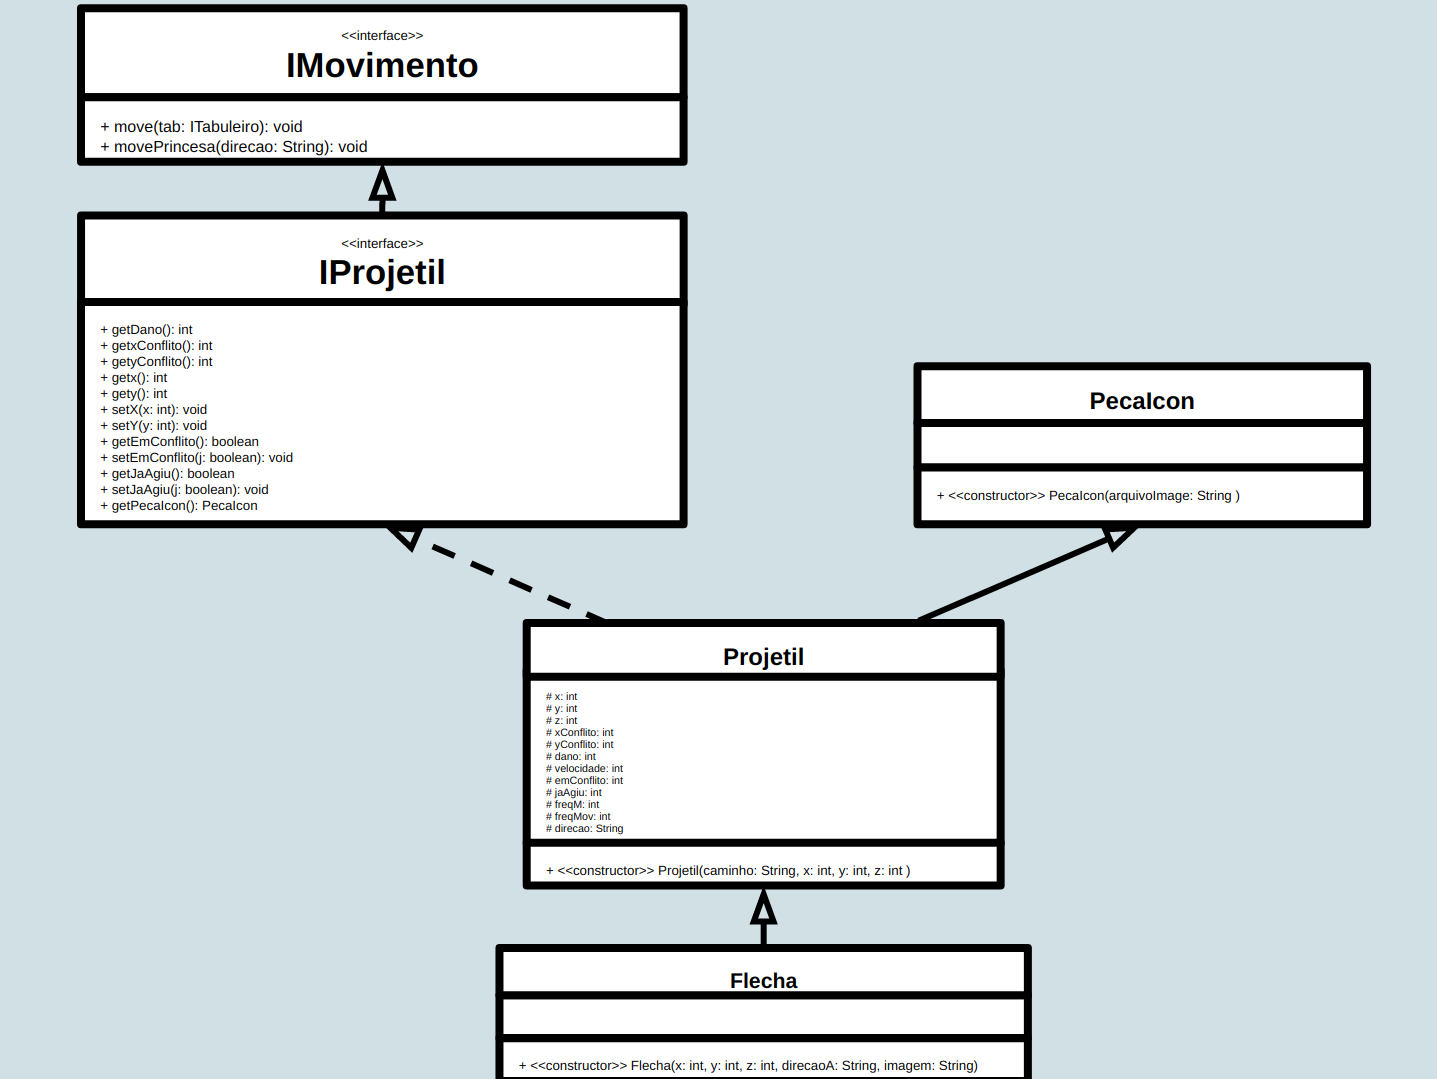 <<interface>>
IMovimento
+ move(tab: ITabuleiro): void
+ movePrincesa(direcao: String): void
<<interface>>
IProjetil
+ getDano(): int
+ getxConflito(): int
+ getyConflito(): int
+ getx(): int
+ gety(): int
+ setX(x: int): void
+ setY(y: int): void
+ getEmConflito(): boolean
+ setEmConflito(j: boolean): void
+ getJaAgiu(): boolean
+ setJaAgiu(j: boolean): void
+ getPecaIcon(): PecaIcon
PecaIcon
+ <<constructor>> PecaIcon(arquivoImage: String )
Projetil
# x: int
# y: int
# z: int
# xConflito: int
# yConflito: int
# dano: int
# velocidade: int
# emConflito: int
# jaAgiu: int
# freqM: int
# freqMov: int
# direcao: String
+ <<constructor>> Projetil(caminho: String, x: int, y: int, z: int )
Flecha
+ <<constructor>> Flecha(x: int, y: int, z: int, direcaoA: String, imagem: String)